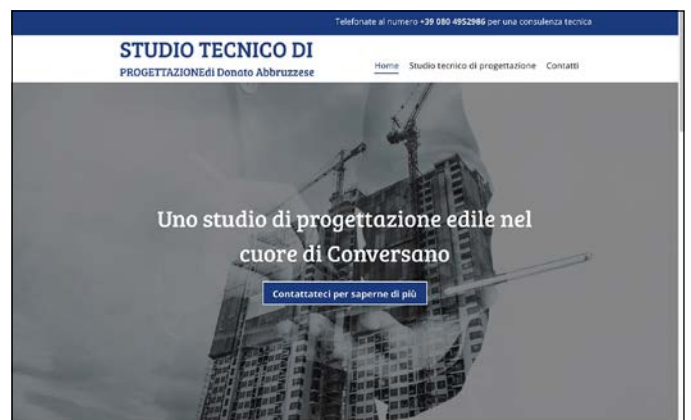 Telefonate al numero +39 080 4952986 per una consulenza tecnica
STUDIO TECNICO DI
PROGETTAZIONEdi Donato Abbruzzese
Home Studio tecnico di progettazione Contatti
Uno studio di progettazione edile nel
cuore di Conversano
Contattateci per saperne di più